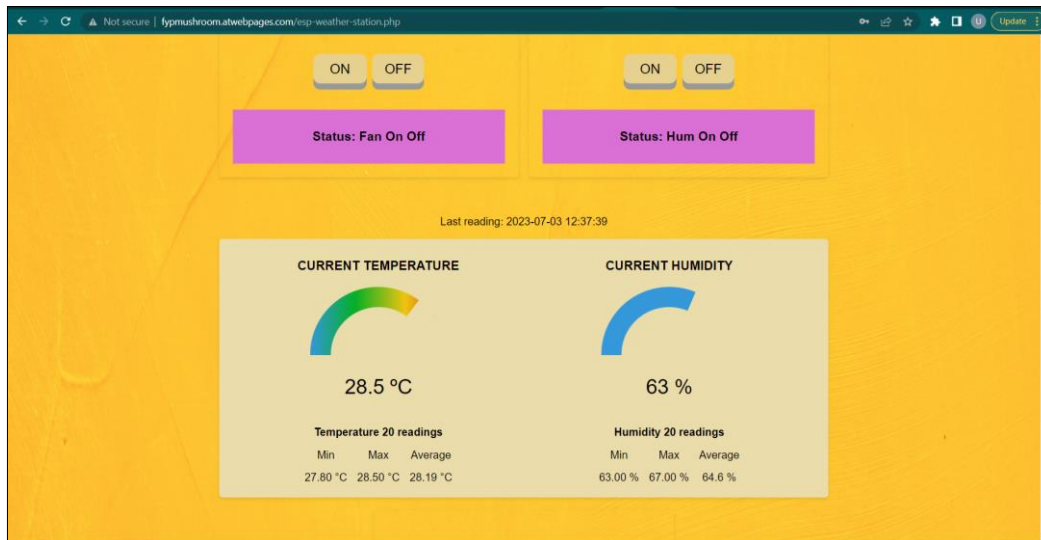 Not secure | fypmushroom.atwebpages.com/esp-weather-station.php U Update
ON OFF ON OFF
Status: Fan On Off Status: Hum On Off
Last reading: 2023-07-03 12:37:39
CURRENT TEMPERATURE CURRENT HUMIDITY
28.5 ºC 63 %
Temperature 20 readings Humidity 20 readings
Min Max Average Min Max Average
27.80 °C 28.50 °C 28.19 °C 63.00 % 67.00 % 64.6 %